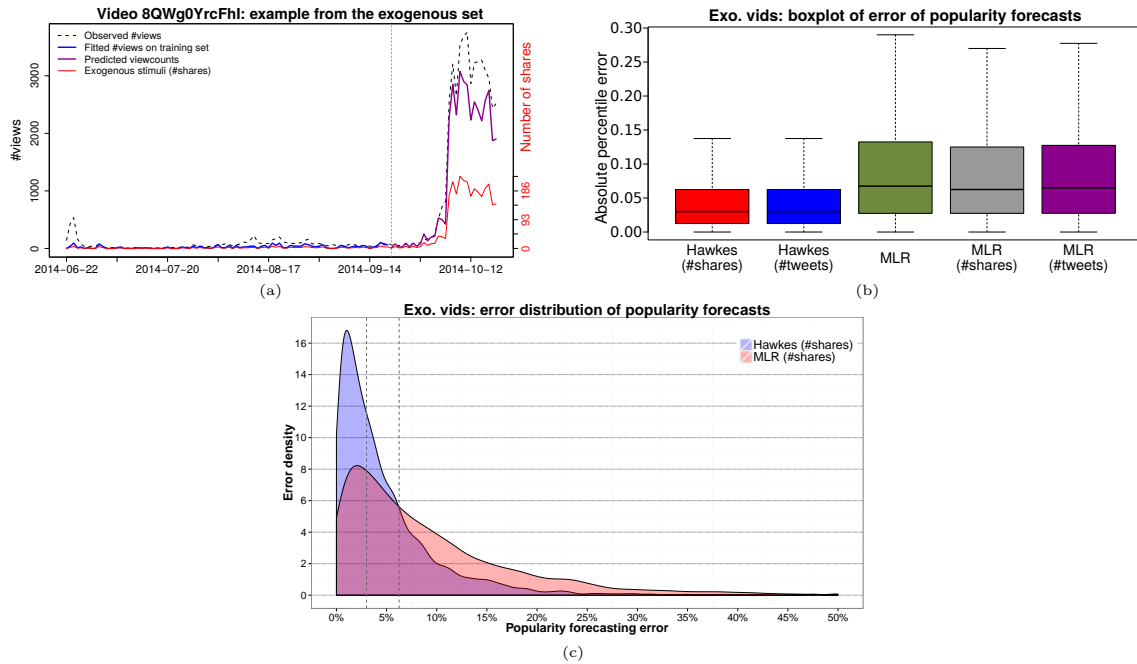 Video 8QWg0YrcFhI: example from the exogenous set
Observed #views
Fitted #views on training set
Predicted viewcounts
Exogenous stimuli (#shares)
#views
0
1000
2000
3000
Number of shares
0
93
186
2014−06−22
2014−07−20
2014−08−17
2014−09−14
2014−10−12
(a)
Exo. vids: boxplot of error of popularity forecasts
Absolute percentile error
0.30
0.25
0.20
0.15
0.10
0.05
0.00
Hawkes (#shares)
Hawkes (#tweets)
MLR
MLR (#shares)
MLR (#tweets)
(b)
Exo. vids: error distribution of popularity forecasts
Hawkes (#shares)
MLR (#shares)
Error density
16
14
12
10
8
6
4
2
0
0% 5% 10% 15% 20% 25% 30% 35% 40% 45% 50%
Popularity forecasting error
(c)